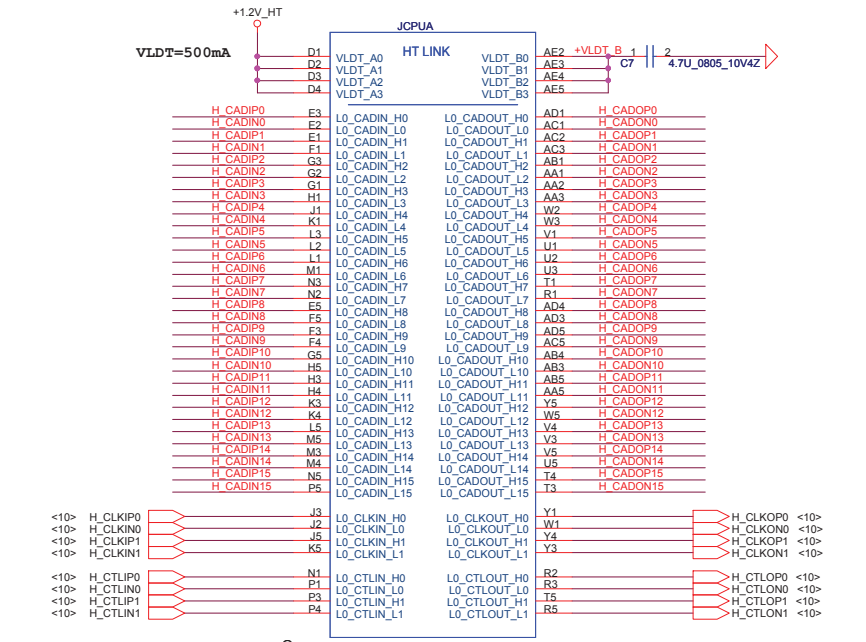 +1.2V_HT
JCPUA
VLDT=500mA
HT LINK
D1 VLDT_A0 VLDT_B0 AE2 +VLDT_B 1 2
D2 VLDT_A1 VLDT_B1 AE3 C7 4.7U_0805_10V4Z
D3 VLDT_A2 VLDT_B2 AE4
D4 VLDT_A3 VLDT_B3 AE5
H_CADIP0 E3 L0_CADIN_H0 L0_CADOUT_H0 AD1 H_CADOP0
H_CADIN0 E2 L0_CADIN_L0 L0_CADOUT_L0 AC1 H_CADON0
H_CADIP1 E1 L0_CADIN_H1 L0_CADOUT_H1 AC2 H_CADOP1
H_CADIN1 F1 L0_CADIN_L1 L0_CADOUT_L1 AC3 H_CADON1
H_CADIP2 G3 L0_CADIN_H2 L0_CADOUT_H2 AB1 H_CADOP2
H_CADIN2 G2 L0_CADIN_L2 L0_CADOUT_L2 AA1 H_CADON2
H_CADIP3 G1 L0_CADIN_H3 L0_CADOUT_H3 AA2 H_CADOP3
H_CADIN3 H1 L0_CADIN_L3 L0_CADOUT_L3 AA3 H_CADON3
H_CADIP4 J1 L0_CADIN_H4 L0_CADOUT_H4 W2 H_CADOP4
H_CADIN4 K1 L0_CADIN_L4 L0_CADOUT_L4 W3 H_CADON4
H_CADIP5 L3 L0_CADIN_H5 L0_CADOUT_H5 V1 H_CADOP5
H_CADIN5 L2 L0_CADIN_L5 L0_CADOUT_L5 U1 H_CADON5
H_CADIP6 L1 L0_CADIN_H6 L0_CADOUT_H6 U2 H_CADOP6
H_CADIN6 M1 L0_CADIN_L6 L0_CADOUT_L6 U3 H_CADON6
H_CADIP7 N3 L0_CADIN_H7 L0_CADOUT_H7 T1 H_CADOP7
H_CADIN7 N2 L0_CADIN_L7 L0_CADOUT_L7 R1 H_CADON7
H_CADIP8 E5 L0_CADIN_H8 L0_CADOUT_H8 AD4 H_CADOP8
H_CADIN8 F5 L0_CADIN_L8 L0_CADOUT_L8 AD3 H_CADON8
H_CADIP9 F3 L0_CADIN_H9 L0_CADOUT_H9 AD5 H_CADOP9
H_CADIN9 F4 L0_CADIN_L9 L0_CADOUT_L9 AC5 H_CADON9
H_CADIP10 G5 L0_CADIN_H10 L0_CADOUT_H10 AB4 H_CADOP10
H_CADIN10 H5 L0_CADIN_L10 L0_CADOUT_L10 AB3 H_CADON10
H_CADIP11 H3 L0_CADIN_H11 L0_CADOUT_H11 AB5 H_CADOP11
H_CADIN11 H4 L0_CADIN_L11 L0_CADOUT_L11 AA5 H_CADON11
H_CADIP12 K3 L0_CADIN_H12 L0_CADOUT_H12 Y5 H_CADOP12
H_CADIN12 K4 L0_CADIN_L12 L0_CADOUT_L12 W5 H_CADON12
H_CADIP13 L5 L0_CADIN_H13 L0_CADOUT_H13 V4 H_CADOP13
H_CADIN13 M5 L0_CADIN_L13 L0_CADOUT_L13 V3 H_CADON13
H_CADIP14 M3 L0_CADIN_H14 L0_CADOUT_H14 V5 H_CADOP14
H_CADIN14 M4 L0_CADIN_L14 L0_CADOUT_L14 U5 H_CADON14
H_CADIP15 N5 L0_CADIN_H15 L0_CADOUT_H15 T4 H_CADOP15
H_CADIN15 P5 L0_CADIN_L15 L0_CADOUT_L15 T3 H_CADON15
<10> H_CLKIP0 J3 L0_CLKIN_H0 L0_CLKOUT_H0 Y1 H_CLKOP0 <10>
<10> H_CLKIN0 J2 L0_CLKIN_L0 L0_CLKOUT_L0 W1 H_CLKON0 <10>
<10> H_CLKIP1 J5 L0_CLKIN_H1 L0_CLKOUT_H1 Y4 H_CLKOP1 <10>
<10> H_CLKIN1 K5 L0_CLKIN_L1 L0_CLKOUT_L1 Y3 H_CLKON1 <10>
<10> H_CTLIP0 N1 L0_CTLIN_H0 L0_CTLOUT_H0 R2 H_CTLOP0 <10>
<10> H_CTLIN0 P1 L0_CTLIN_L0 L0_CTLOUT_L0 R3 H_CTLON0 <10>
<10> H_CTLIP1 P3 L0_CTLIN_H1 L0_CTLOUT_H1 T5 H_CTLOP1 <10>
<10> H_CTLIN1 P4 L0_CTLIN_L1 L0_CTLOUT_L1 R5 H_CTLON1 <10>